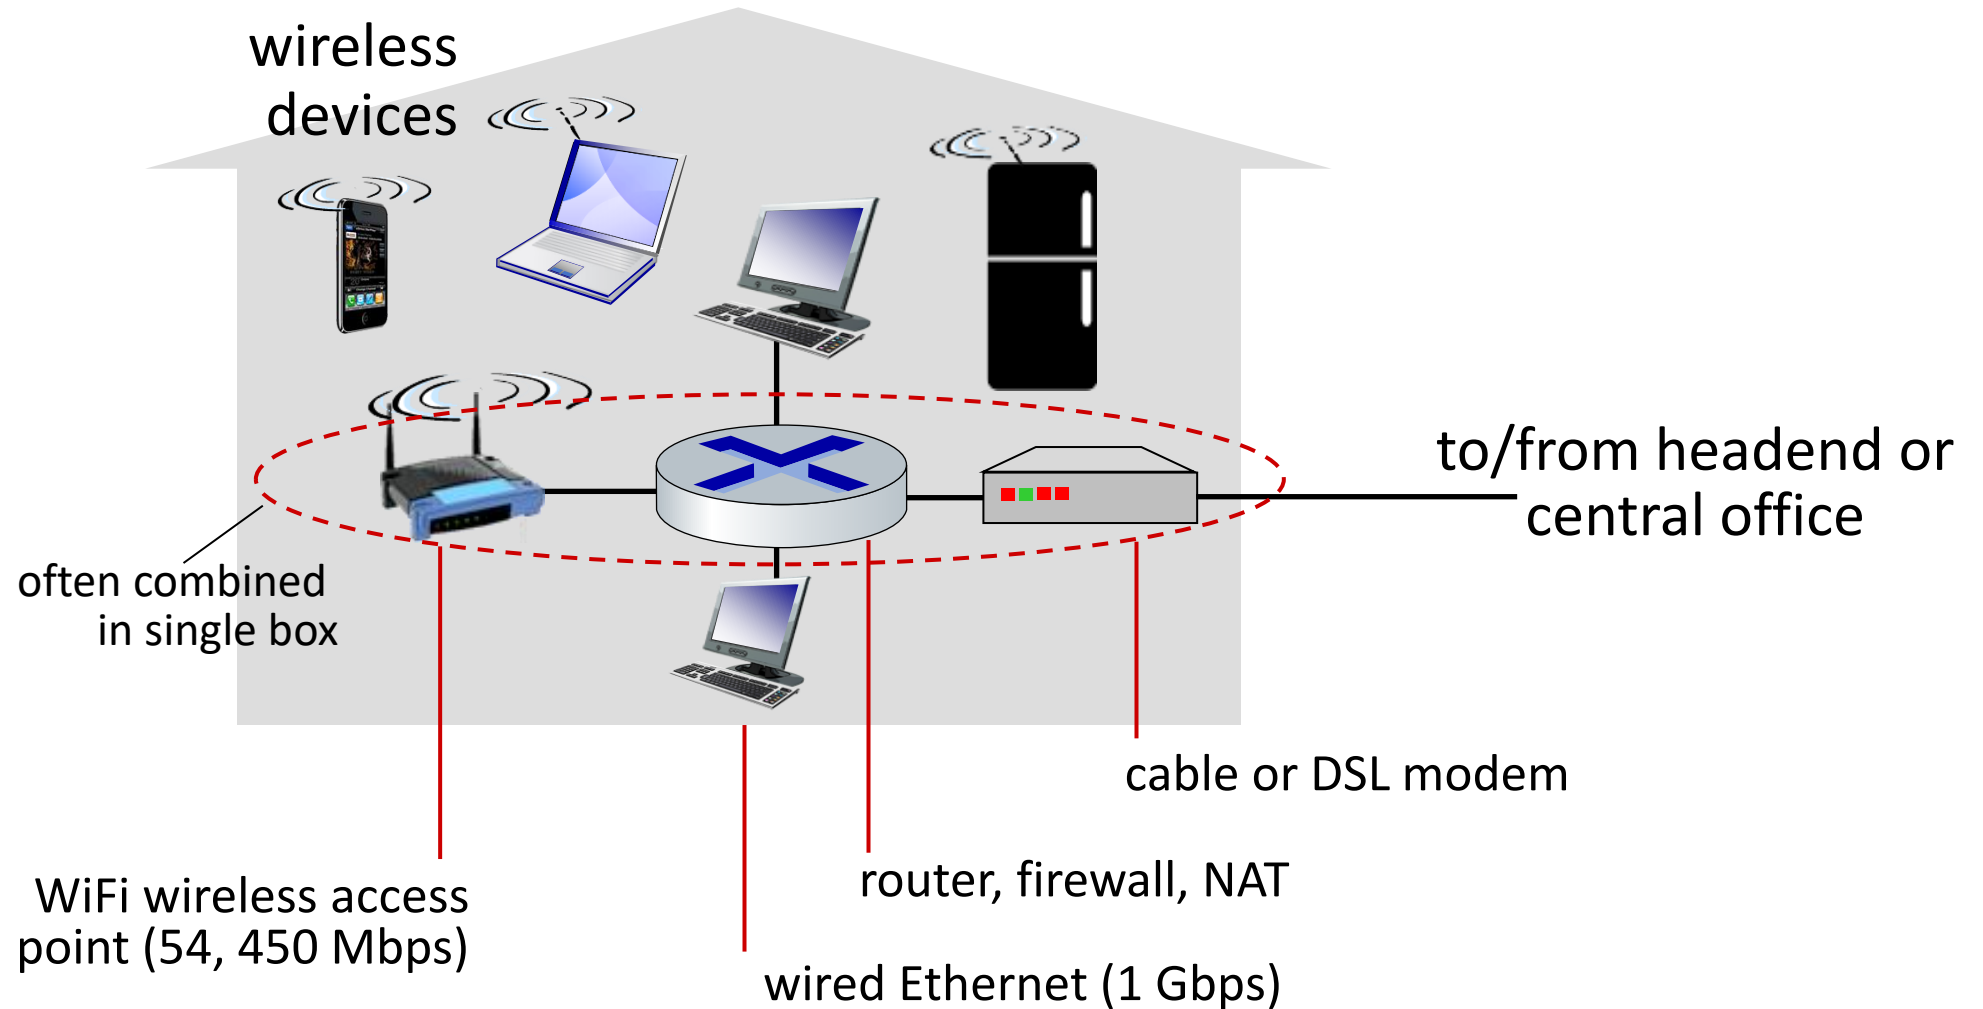 wireless
devices
to/from headend or
central office
often combined
in single box
cable or DSL modem
router, firewall, NAT
WiFi wireless access
point (54, 450 Mbps)
wired Ethernet (1 Gbps)